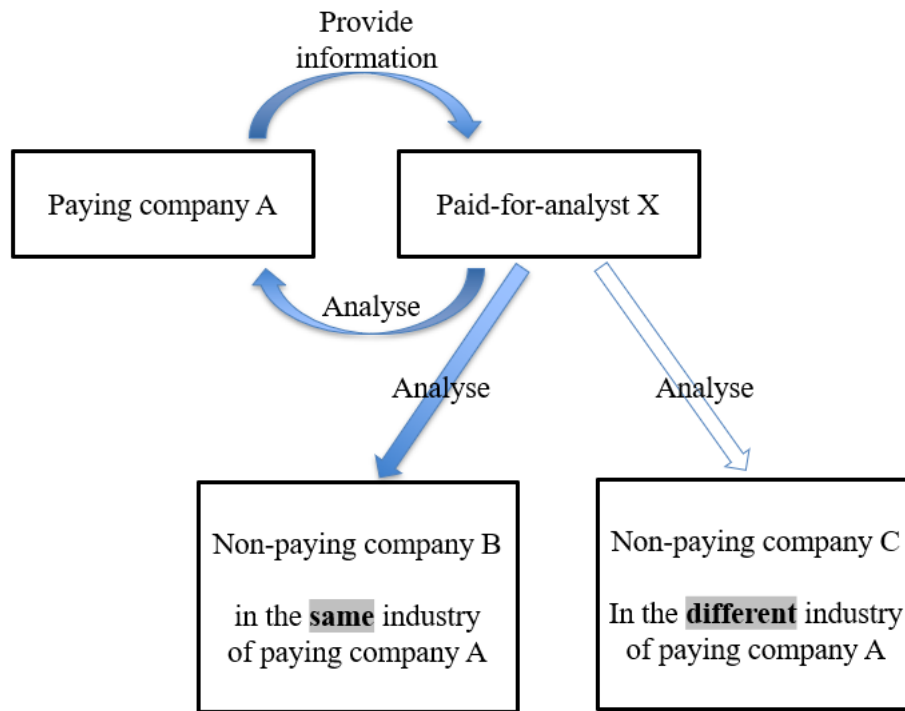 Provide
information
Paying company A
Paid-for-analyst X
Analyse
Analyse
Analyse
Non-paying company B
in the same industry
of paying company A
Non-paying company C
In the different industry
of paying company A